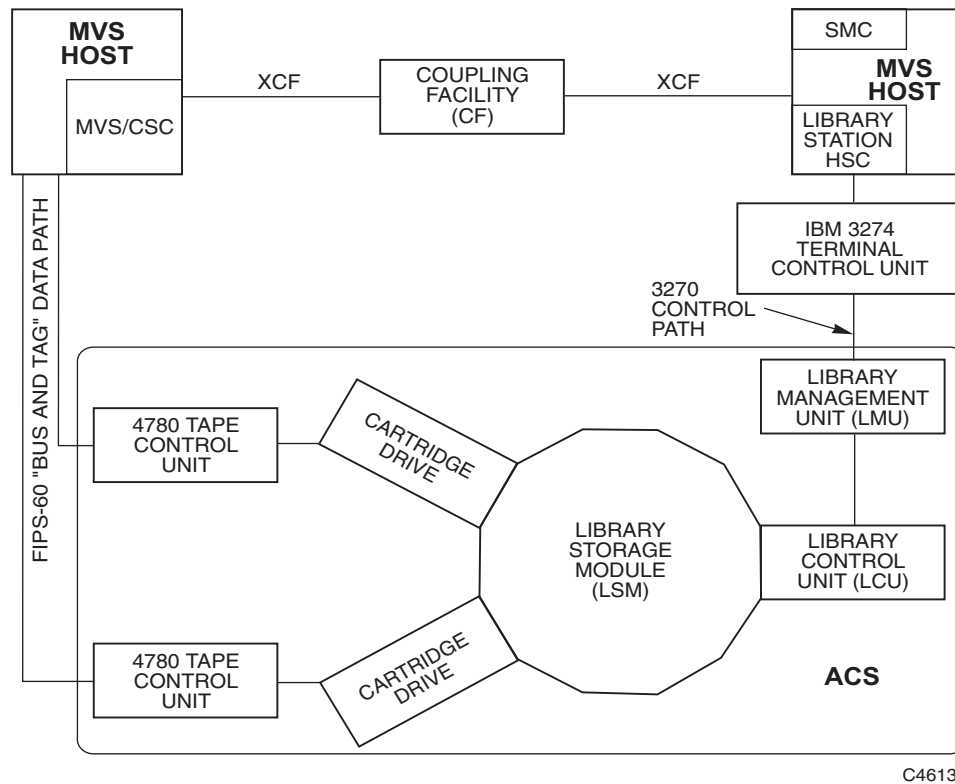 MVS
HOST
MVS/CSC
XCF
COUPLING
FACILITY
(CF)
XCF
SMC
MVS
HOST
LIBRARY
STATION
HSC
IBM 3274
TERMINAL
CONTROL UNIT
3270
CONTROL
PATH
FIPS-60 "BUS AND TAG" DATA PATH
LIBRARY
MANAGEMENT
UNIT (LMU)
4780 TAPE
CONTROL
UNIT
CARTRIDGE
DRIVE
LIBRARY
STORAGE
MODULE
(LSM)
LIBRARY
CONTROL
UNIT (LCU)
4780 TAPE
CONTROL
UNIT
CARTRIDGE
DRIVE
ACS
C4613